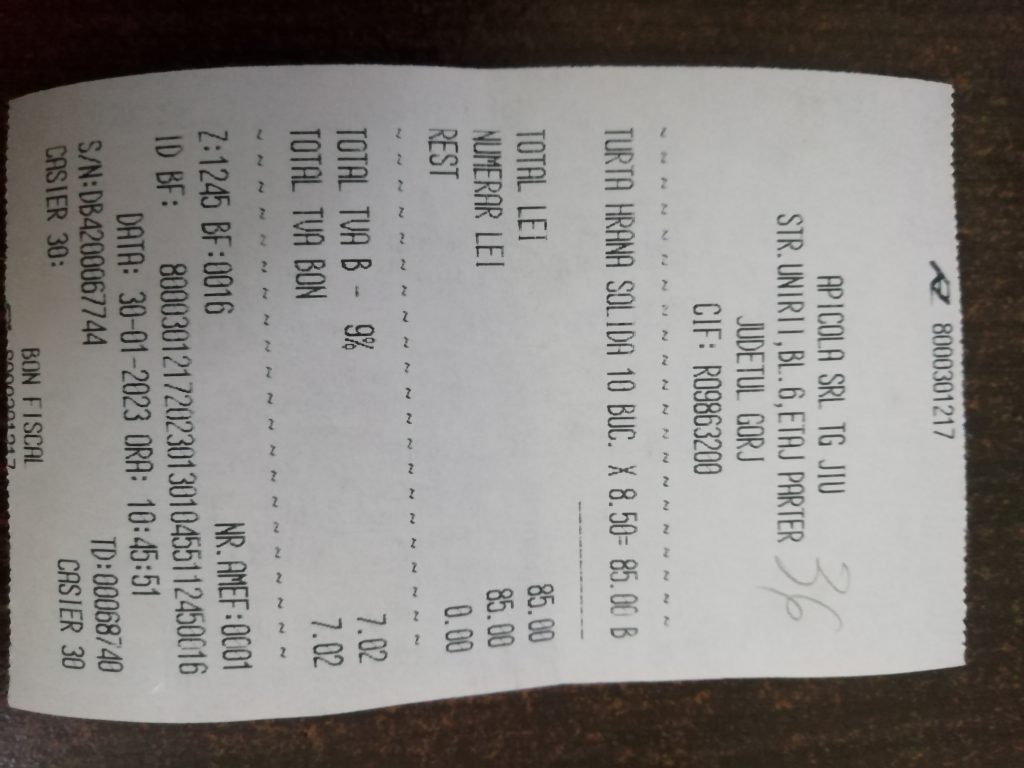 8000301217
APICOLA SRL TG JIU
STR.UNIRII,BL.6,ETAJ PARTER
JUDETUL GORJ
CIF: RO9863200
36
~ ~ ~ ~ ~ ~ ~ ~ ~ ~ ~ ~ ~ ~ ~ ~ ~ ~ ~
TURTA HRANA SOLIDA 10 BUC. X 8.50= 85.00 B
------------
TOTAL LEI 85.00
NUMERAR LEI 85.00
REST 0.00
~ ~ ~ ~ ~ ~ ~ ~ ~ ~ ~ ~ ~ ~ ~ ~ ~ ~ ~
TOTAL TVA B - 9% 7.02
TOTAL TVA BON 7.02
~ ~ ~ ~ ~ ~ ~ ~ ~ ~ ~ ~ ~ ~ ~ ~ ~ ~ ~
Z:1245 BF:0016 NR.AMEF:0001
ID BF: 80003012172023013010455112450016
DATA: 30-01-2023 ORA: 10:45:51
S/N:DB4200067744 TD:00068740
CASIER 30: CASIER 30
BON FISCAL